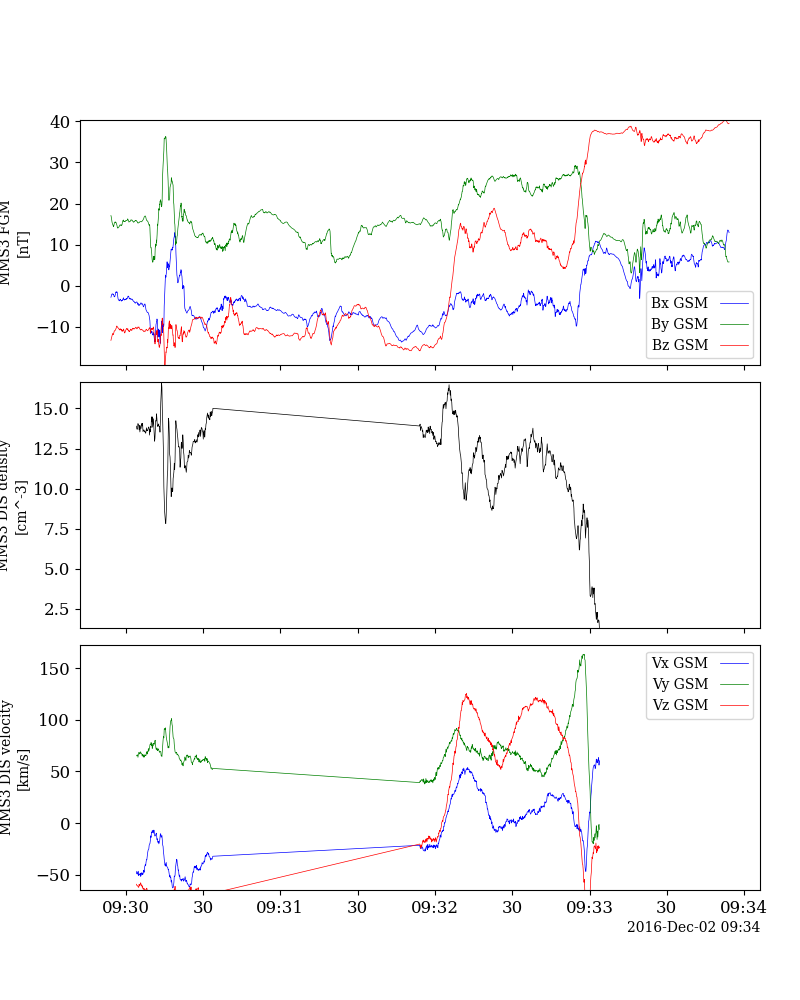 40
30
20
10
0
−10
MMS3 FGM
[nT]
Bx GSM
By GSM
Bz GSM
15.0
12.5
10.0
7.5
5.0
2.5
MMS3 DIS density
[cm^-3]
150
100
50
0
−50
MMS3 DIS velocity
[km/s]
Vx GSM
Vy GSM
Vz GSM
09:30 30 09:31 30 09:32 30 09:33 30 09:34
2016-Dec-02 09:34